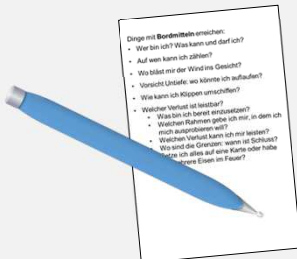 Dinge mit Bordmitteln erreichen:
• Wer bin ich? Was kann und darf ich?
• Auf wen kann ich zählen?
• Wo bläst mir der Wind ins Gesicht?
• Vorsicht Untiefe: wo könnte ich auflaufen?
• Wie kann ich Klippen umschiffen?
• Welcher Verlust ist leistbar?
• Was bin ich bereit einzusetzen?
• Welchen Rahmen gebe ich mir, in dem ich
mich ausprobieren will?
• Welchen Verlust kann ich mir leisten?
Wo sind die Grenzen: wann ist Schluss?
ich alles auf eine Karte oder habe
Eisen im Feuer?